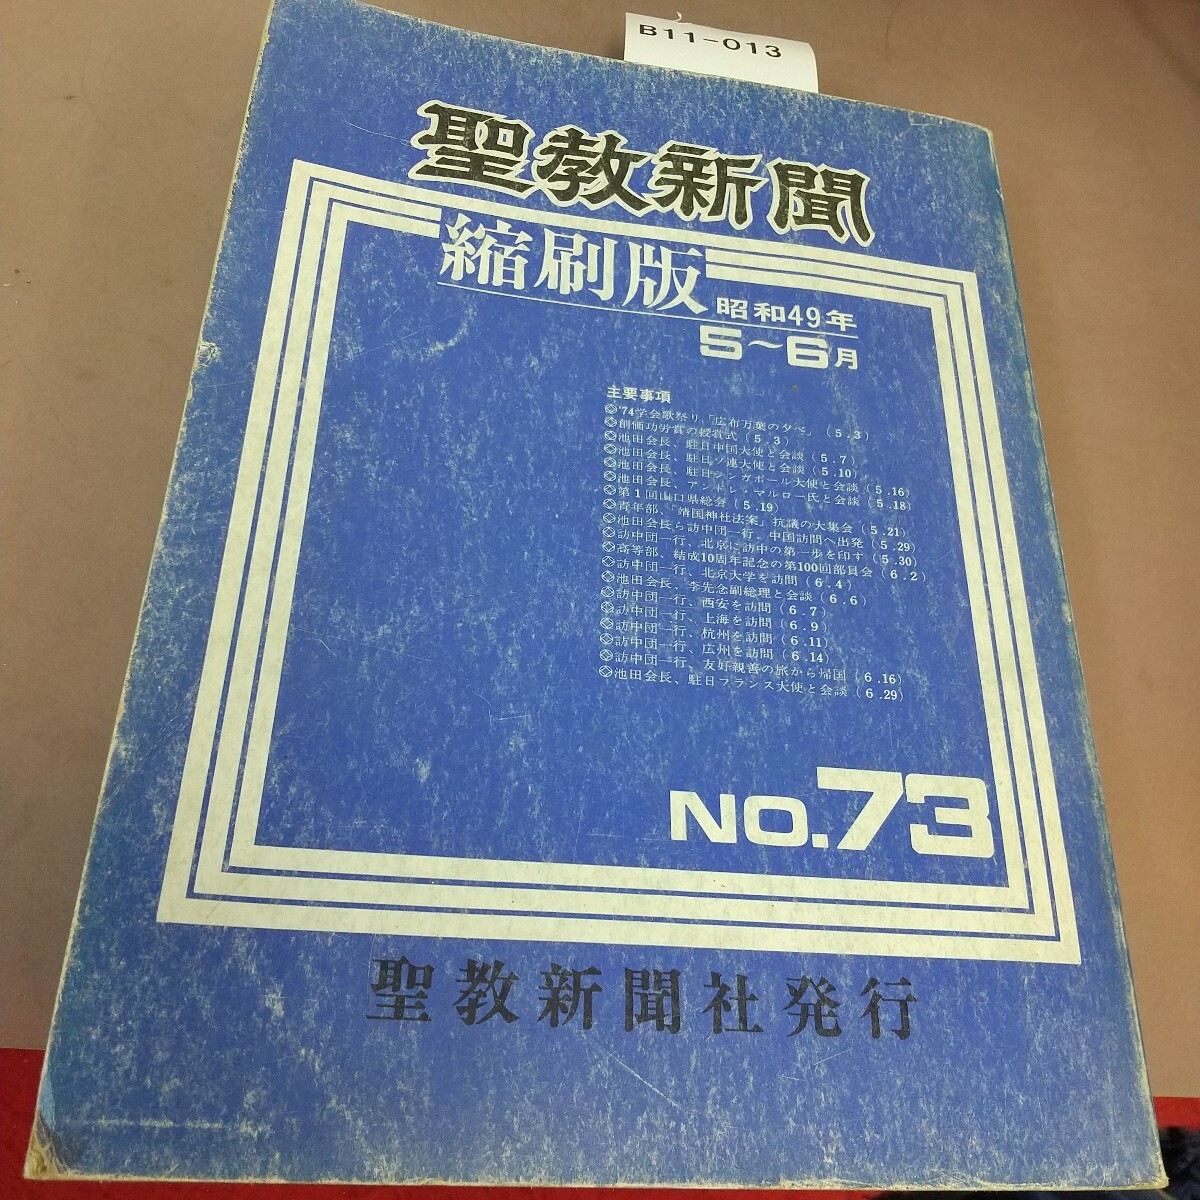 B11-013
聖教新聞
縮刷版
昭和49年
5～6月
主要事項
◇'74学会歌祭り、「広布万葉の夕べ」（5.3）
◇創価功労賞の授賞式（5.3）
◇池田会長、駐日中国大使と会談（5.7）
◇池田会長、駐日ソ連大使と会談（5.10）
◇池田会長、駐日シンガポール大使と会談（5.16）
◇池田会長、アンドレ・マルロー氏と会談（5.18）
◇第1回山口県総会（5.19）
◇青年部、「靖国神社法案」抗議の大集会（5.21）
◇池田会長ら訪中団一行、中国訪問へ出発（5.29）
◇訪中団一行、北京に訪中の第一歩を印す（5.30）
◇高等部、結成10周年記念の第100回部員会（6.2）
◇訪中団一行、北京大学を訪問（6.4）
◇池田会長、李先念副総理と会談（6.6）
◇訪中団一行、西安を訪問（6.7）
◇訪中団一行、上海を訪問（6.9）
◇訪中団一行、杭州を訪問（6.11）
◇訪中団一行、広州を訪問（6.14）
◇訪中団一行、友好親善の旅から帰国（6.16）
◇池田会長、駐日フランス大使と会談（6.29）
NO.73
聖教新聞社発行